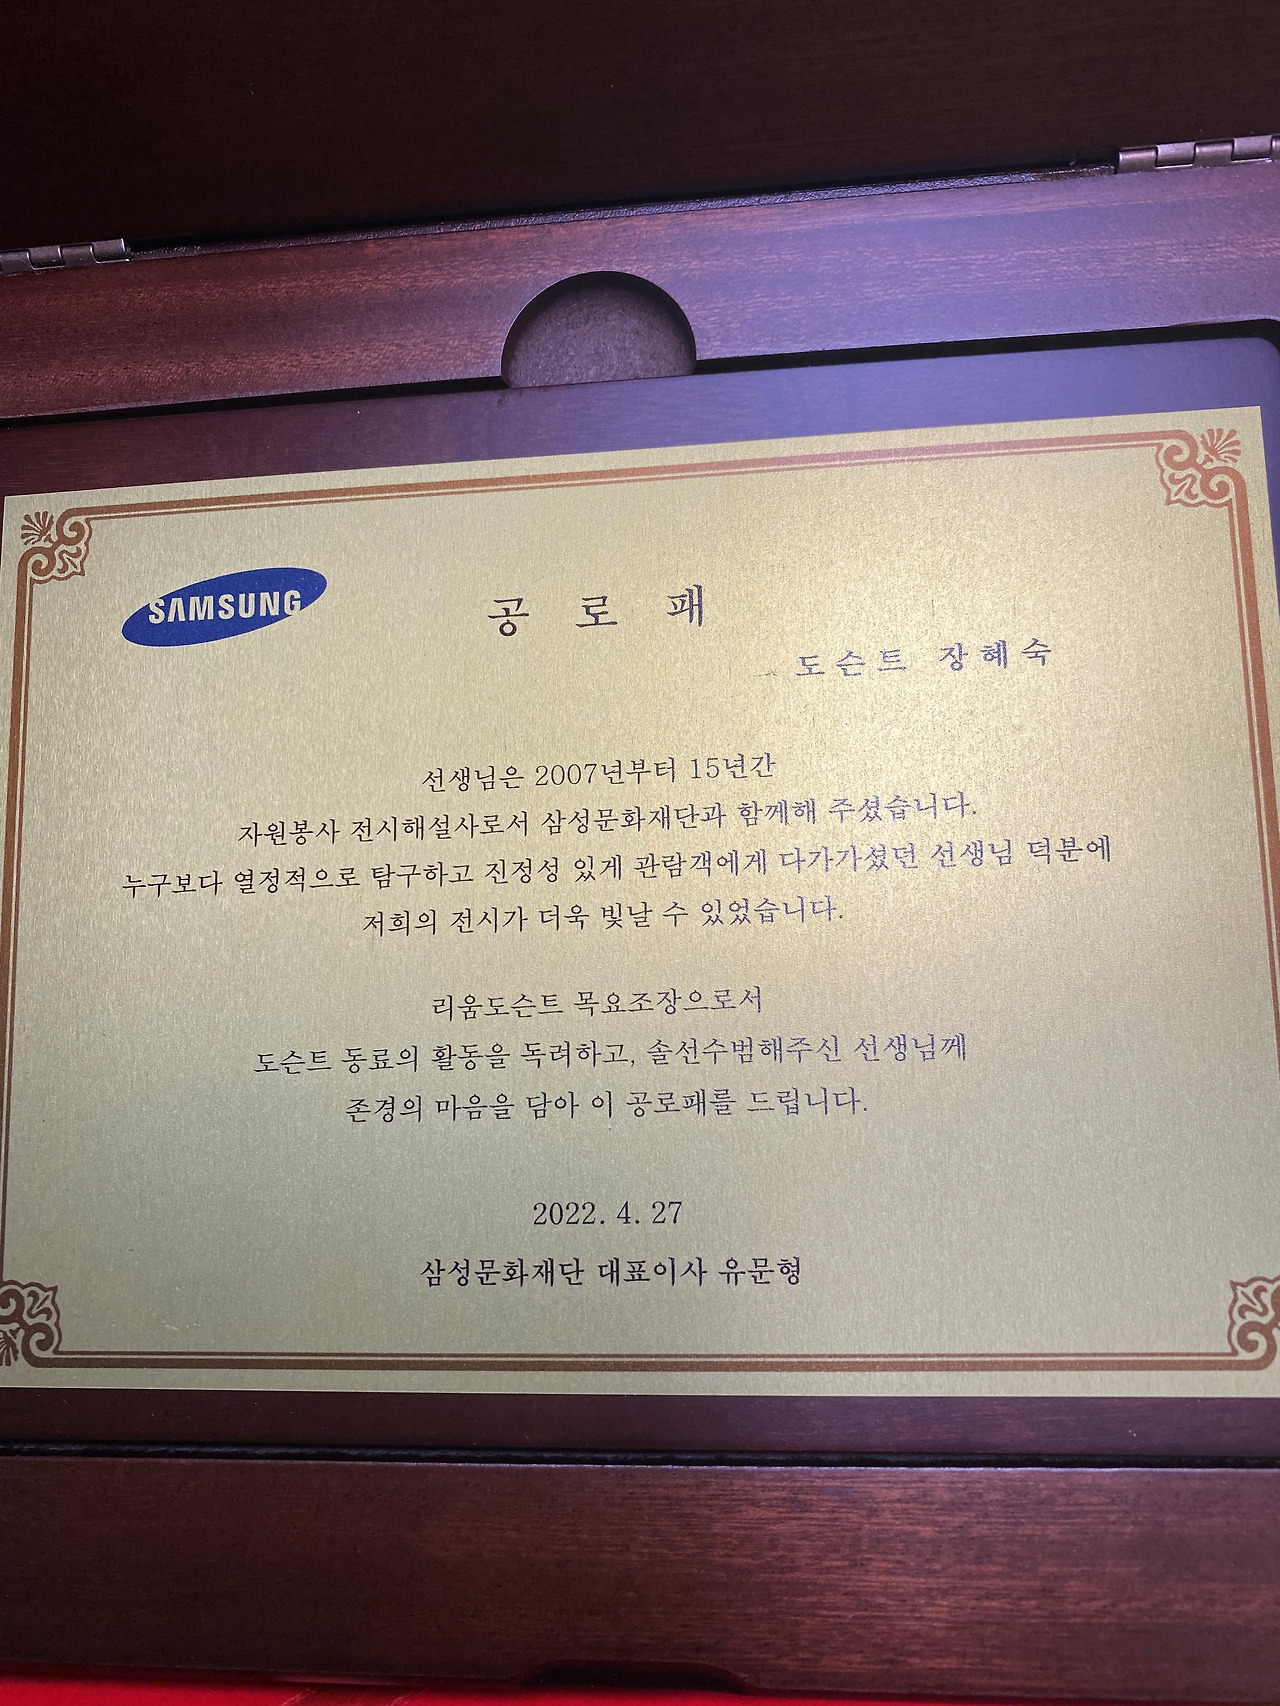 SAMSUNG
공로패
도슨트 장혜숙
선생님은 2007년부터 15년간
자원봉사 전시해설사로서 삼성문화재단과 함께해 주셨습니다.
누구보다 열정적으로 탐구하고 진정성 있게 관람객에게 다가가셨던 선생님 덕분에
저희의 전시가 더욱 빛날 수 있었습니다.
리움도슨트 목요조장으로서
도슨트 동료의 활동을 독려하고, 솔선수범해주신 선생님께
존경의 마음을 담아 이 공로패를 드립니다.
2022. 4. 27
삼성문화재단 대표이사 유문형